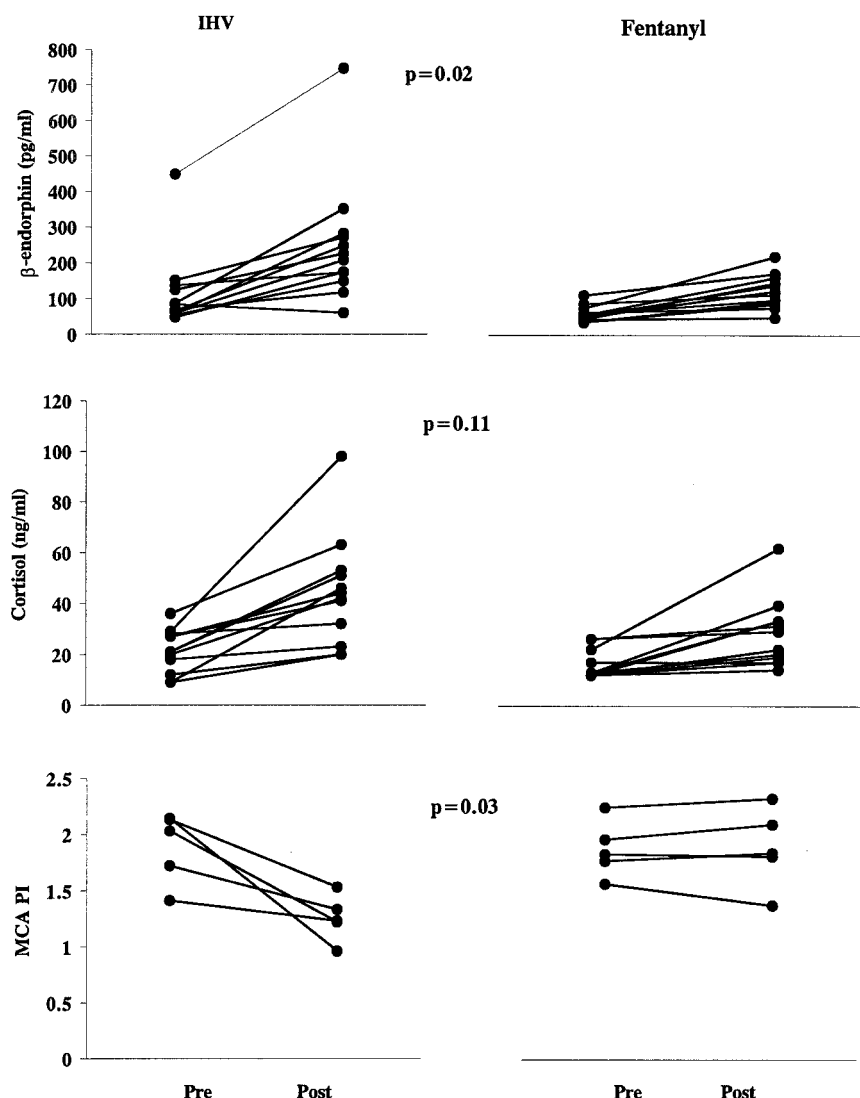 IHV
Fentanyl
p=0.02
β-endorphin (pg/ml)
800
700
600
500
400
300
200
100
0
p=0.11
Cortisol (ng/ml)
120
100
80
60
40
20
0
p=0.03
MCA PI
2.5
2
1.5
1
0.5
0
Pre
Post
Pre
Post